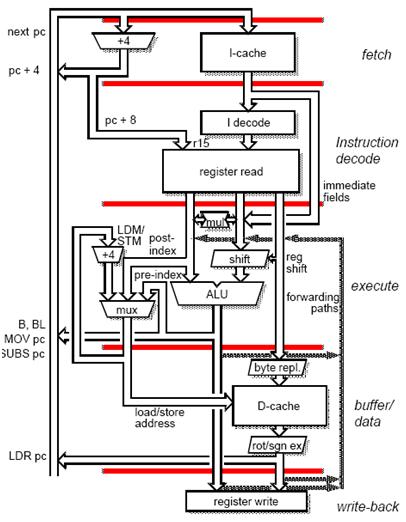 next pc
+4
I-cache
fetch
pc + 4
pc + 8
I decode
r15
Instruction
decode
register read
immediate
fields
LDM/
STM
post-
index
mul
+4
shift
reg
shift
pre-index
ALU
forwarding
paths
execute
mux
B, BL
MOV pc
SUBS pc
byte repl.
D-cache
buffer/
data
load/store
address
rot/sgn ex
LDR pc
register write
write-back